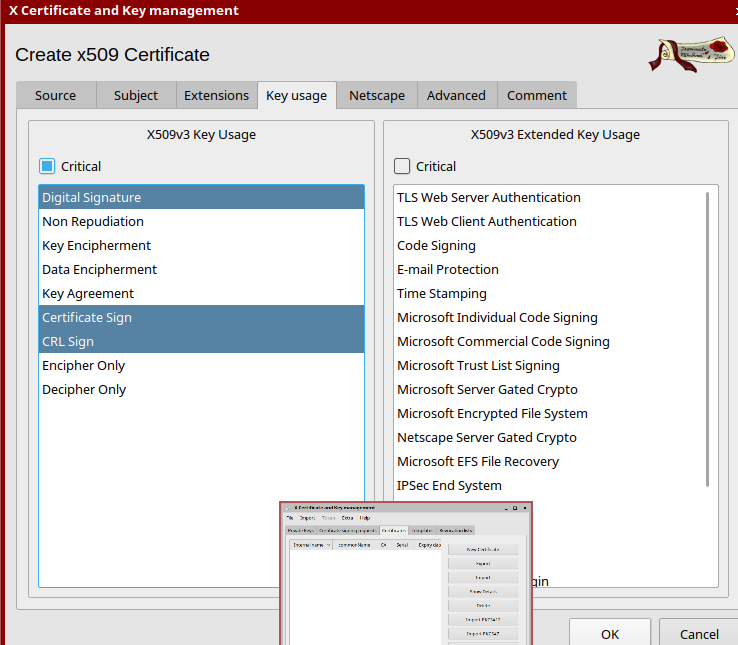 X Certificate and Key management
Create x509 Certificate
Source Subject Extensions Key usage Netscape Advanced Comment
X509v3 Key Usage
Critical
Digital Signature
Non Repudiation
Key Encipherment
Data Encipherment
Key Agreement
Certificate Sign
CRL Sign
Encipher Only
Decipher Only
X509v3 Extended Key Usage
Critical
TLS Web Server Authentication
TLS Web Client Authentication
Code Signing
E-mail Protection
Time Stamping
Microsoft Individual Code Signing
Microsoft Commercial Code Signing
Microsoft Trust List Signing
Microsoft Server Gated Crypto
Microsoft Encrypted File System
Netscape Server Gated Crypto
Microsoft EFS File Recovery
IPSec End System
X Certificate and Key management
File Import Token Extra Help
Private Keys Certificate signing requests Certificates Templates Revocation lists
Internal name commonName CA Serial Expiry dat
New Certificate
Export
Import
Show Details
Delete
Import PKCS#12
Import PKCS#7
OK Cancel